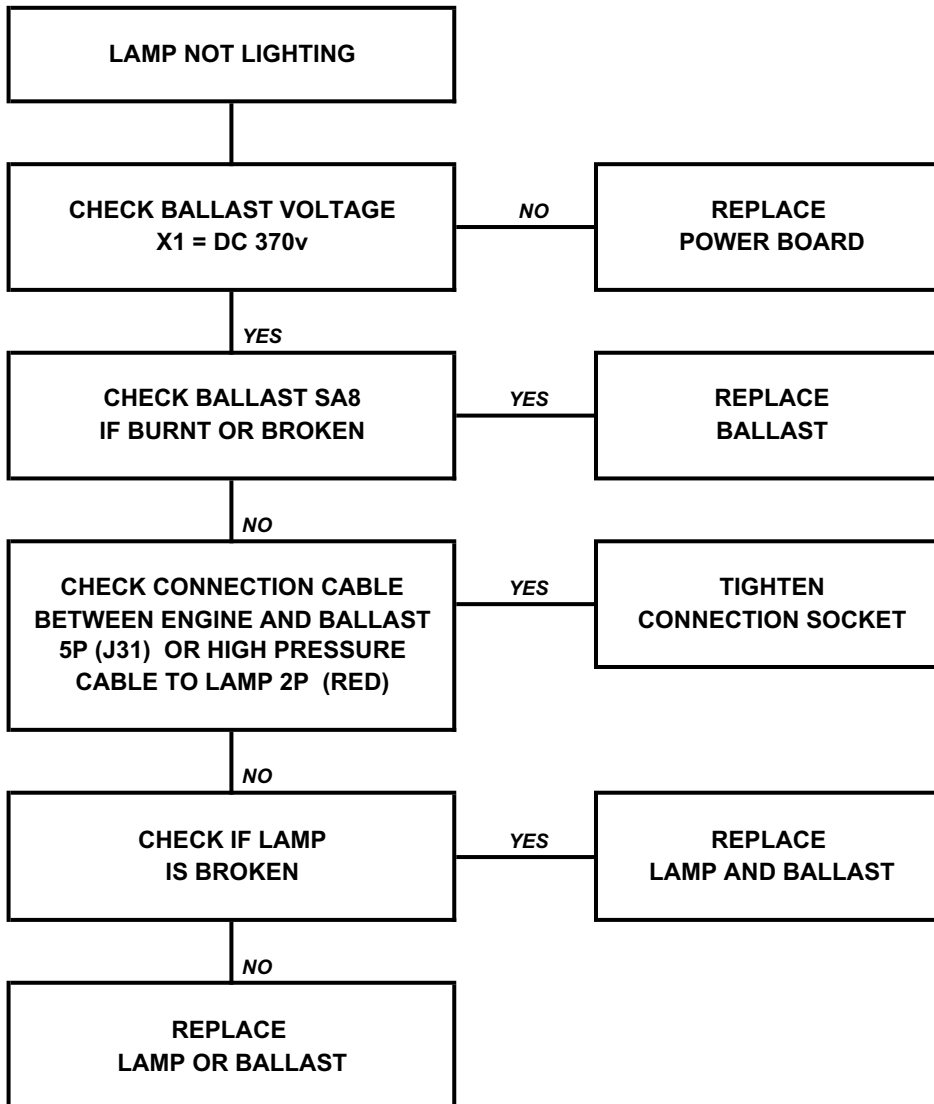 LAMP NOT LIGHTING
CHECK BALLAST VOLTAGE
X1 = DC 370v
NO
REPLACE
POWER BOARD
YES
CHECK BALLAST SA8
IF BURNT OR BROKEN
YES
REPLACE
BALLAST
NO
CHECK CONNECTION CABLE
BETWEEN ENGINE AND BALLAST
5P (J31) OR HIGH PRESSURE
CABLE TO LAMP 2P (RED)
YES
TIGHTEN
CONNECTION SOCKET
NO
CHECK IF LAMP
IS BROKEN
YES
REPLACE
LAMP AND BALLAST
NO
REPLACE
LAMP OR BALLAST